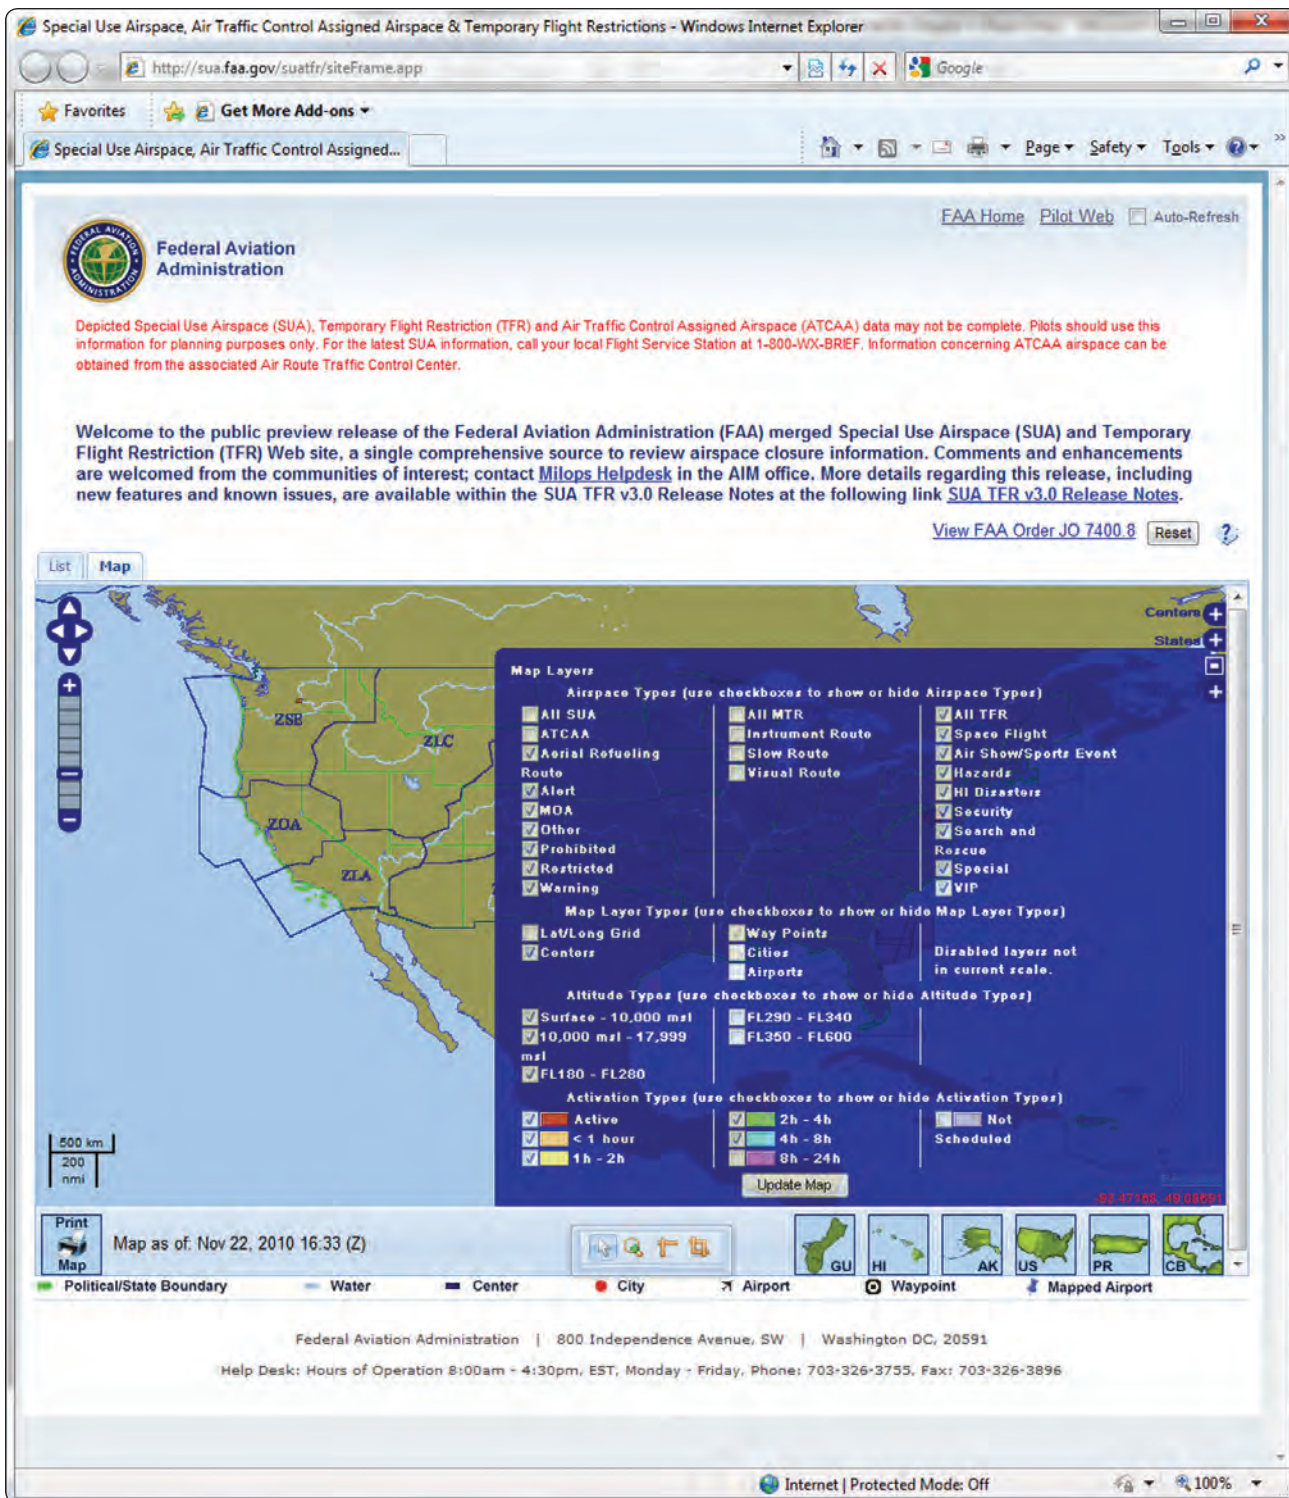 Special Use Airspace, Air Traffic Control Assigned Airspace & Temporary Flight Restrictions - Windows Internet Explorer
http://sua.faa.gov/suatfr/siteFrame.app
Google
Favorites
Get More Add-ons
Special Use Airspace, Air Traffic Control Assigned...
Page
Safety
Tools
FAA Home Pilot Web Auto-Refresh
Federal Aviation
Administration
Depicted Special Use Airspace (SUA), Temporary Flight Restriction (TFR) and Air Traffic Control Assigned Airspace (ATCAA) data may not be complete. Pilots should use this
information for planning purposes only. For the latest SUA information, call your local Flight Service Station at 1-800-WX-BRIEF. Information concerning ATCAA airspace can be
obtained from the associated Air Route Traffic Control Center.
Welcome to the public preview release of the Federal Aviation Administration (FAA) merged Special Use Airspace (SUA) and Temporary
Flight Restriction (TFR) Web site, a single comprehensive source to review airspace closure information. Comments and enhancements
are welcomed from the communities of interest; contact Milops Helpdesk in the AIM office. More details regarding this release, including
new features and known issues, are available within the SUA TFR v3.0 Release Notes at the following link SUA TFR v3.0 Release Notes.
View FAA Order JO 7400.8 Reset
List Map
Centers
States
ZSE
ZLC
ZOA
ZLA
Map Layers
Airspace Types (use checkboxes to show or hide Airspace Types)
All SUA
ATCAA
Aerial Refueling
Route
Alert
MOA
Other
Prohibited
Restricted
Warning
All MTR
Instrument Route
Slow Route
Visual Route
All TFR
Space Flight
Air Show/Sports Event
Hazards
HI Disasters
Security
Search and
Rescue
Special
VIP
Map Layer Types (use checkboxes to show or hide Map Layer Types)
Lat/Long Grid
Centers
Way Points
Cities
Airports
Disabled layers not
in current scale.
Altitude Types (use checkboxes to show or hide Altitude Types)
Surface - 10,000 msl
10,000 msl - 17,999
msl
FL180 - FL280
FL290 - FL340
FL350 - FL600
Activation Types (use checkboxes to show or hide Activation Types)
Active
< 1 hour
1h - 2h
2h - 4h
4h - 8h
8h - 24h
Not
Scheduled
Update Map
500 km
200
nmi
Print
Map
Map as of: Nov 22, 2010 16:33 (Z)
GU HI AK US PR CB
Political/State Boundary Water Center City Airport Waypoint Mapped Airport
Federal Aviation Administration | 800 Independence Avenue, SW | Washington DC, 20591
Help Desk: Hours of Operation 8:00am - 4:30pm, EST, Monday - Friday, Phone: 703-326-3755, Fax: 703-326-3896
Internet | Protected Mode: Off
100%